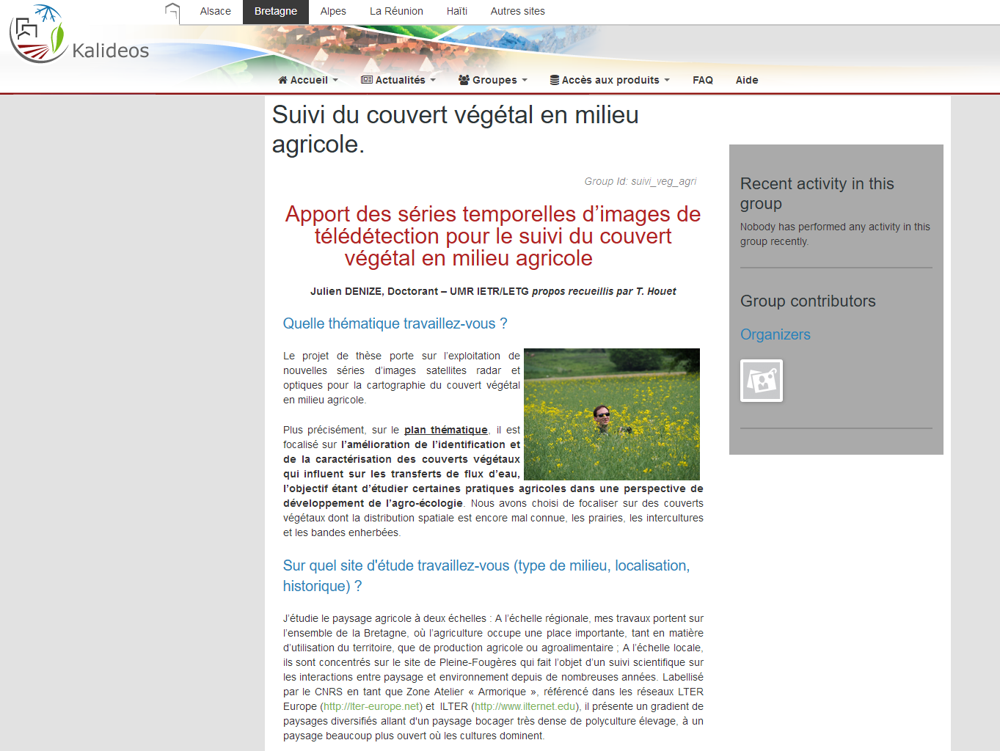 Alsace
Bretagne
Alpes
La Réunion
Haïti
Autres sites
Kalideos
Accueil
Actualités
Groupes
Accès aux produits
FAQ
Aide
Suivi du couvert végétal en milieu
agricole.
Group Id: suivi_veg_agri
Apport des séries temporelles d’images de
télédétection pour le suivi du couvert
végétal en milieu agricole
Julien DENIZE, Doctorant – UMR IETR/LETG propos recueillis par T. Houet
Quelle thématique travaillez-vous ?
Le projet de thèse porte sur l’exploitation de
nouvelles séries d’images satellites radar et
optiques pour la cartographie du couvert végétal
en milieu agricole.
Plus précisément, sur le plan thématique, il est
focalisé sur l’amélioration de l’identification et
de la caractérisation des couverts végétaux
qui influent sur les transferts de flux d’eau,
l’objectif étant d’étudier certaines pratiques agricoles dans une perspective de
développement de l’agro-écologie. Nous avons choisi de focaliser sur des couverts
végétaux dont la distribution spatiale est encore mal connue, les prairies, les intercultures
et les bandes enherbées.
Sur quel site d'étude travaillez-vous (type de milieu, localisation,
historique) ?
J’étudie le paysage agricole à deux échelles : A l’échelle régionale, mes travaux portent sur
l’ensemble de la Bretagne, où l’agriculture occupe une place importante, tant en matière
d’utilisation du territoire, que de production agricole ou agroalimentaire ; A l’échelle locale,
ils sont concentrés sur le site de Pleine-Fougères qui fait l’objet d’un suivi scientifique sur
les interactions entre paysage et environnement depuis de nombreuses années. Labellisé
par le CNRS en tant que Zone Atelier « Armorique », référencé dans les réseaux LTER
Europe (http://lter-europe.net) et ILTER (http://www.ilternet.edu), il présente un gradient de
paysages diversifiés allant d'un paysage bocager très dense de polyculture élevage, à un
paysage beaucoup plus ouvert où les cultures dominent.
Recent activity in this
group
Nobody has performed any activity in this
group recently.
Group contributors
Organizers